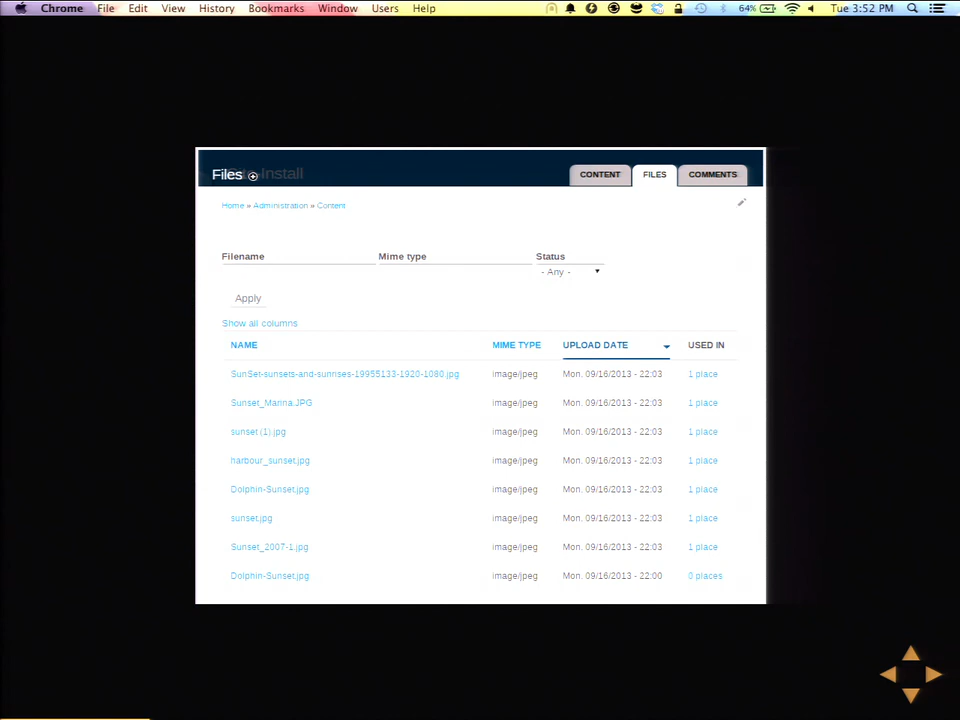 Chrome File Edit View History Bookmarks Window Users Help 64% Tue 3:52 PM
Files Install CONTENT FILES COMMENTS
Home » Administration » Content
Filename Mime type Status
- Any -
Apply
Show all columns
NAME MIME TYPE UPLOAD DATE USED IN
SunSet-sunsets-and-sunrises-19955133-1920-1080.jpg image/jpeg Mon, 09/16/2013 - 22:03 1 place
Sunset_Marina.JPG image/jpeg Mon, 09/16/2013 - 22:03 1 place
sunset (1).jpg image/jpeg Mon, 09/16/2013 - 22:03 1 place
harbour_sunset.jpg image/jpeg Mon, 09/16/2013 - 22:03 1 place
Dolphin-Sunset.jpg image/jpeg Mon, 09/16/2013 - 22:03 1 place
sunset.jpg image/jpeg Mon, 09/16/2013 - 22:03 1 place
Sunset_2007-1.jpg image/jpeg Mon, 09/16/2013 - 22:03 1 place
Dolphin-Sunset.jpg image/jpeg Mon, 09/16/2013 - 22:00 0 places